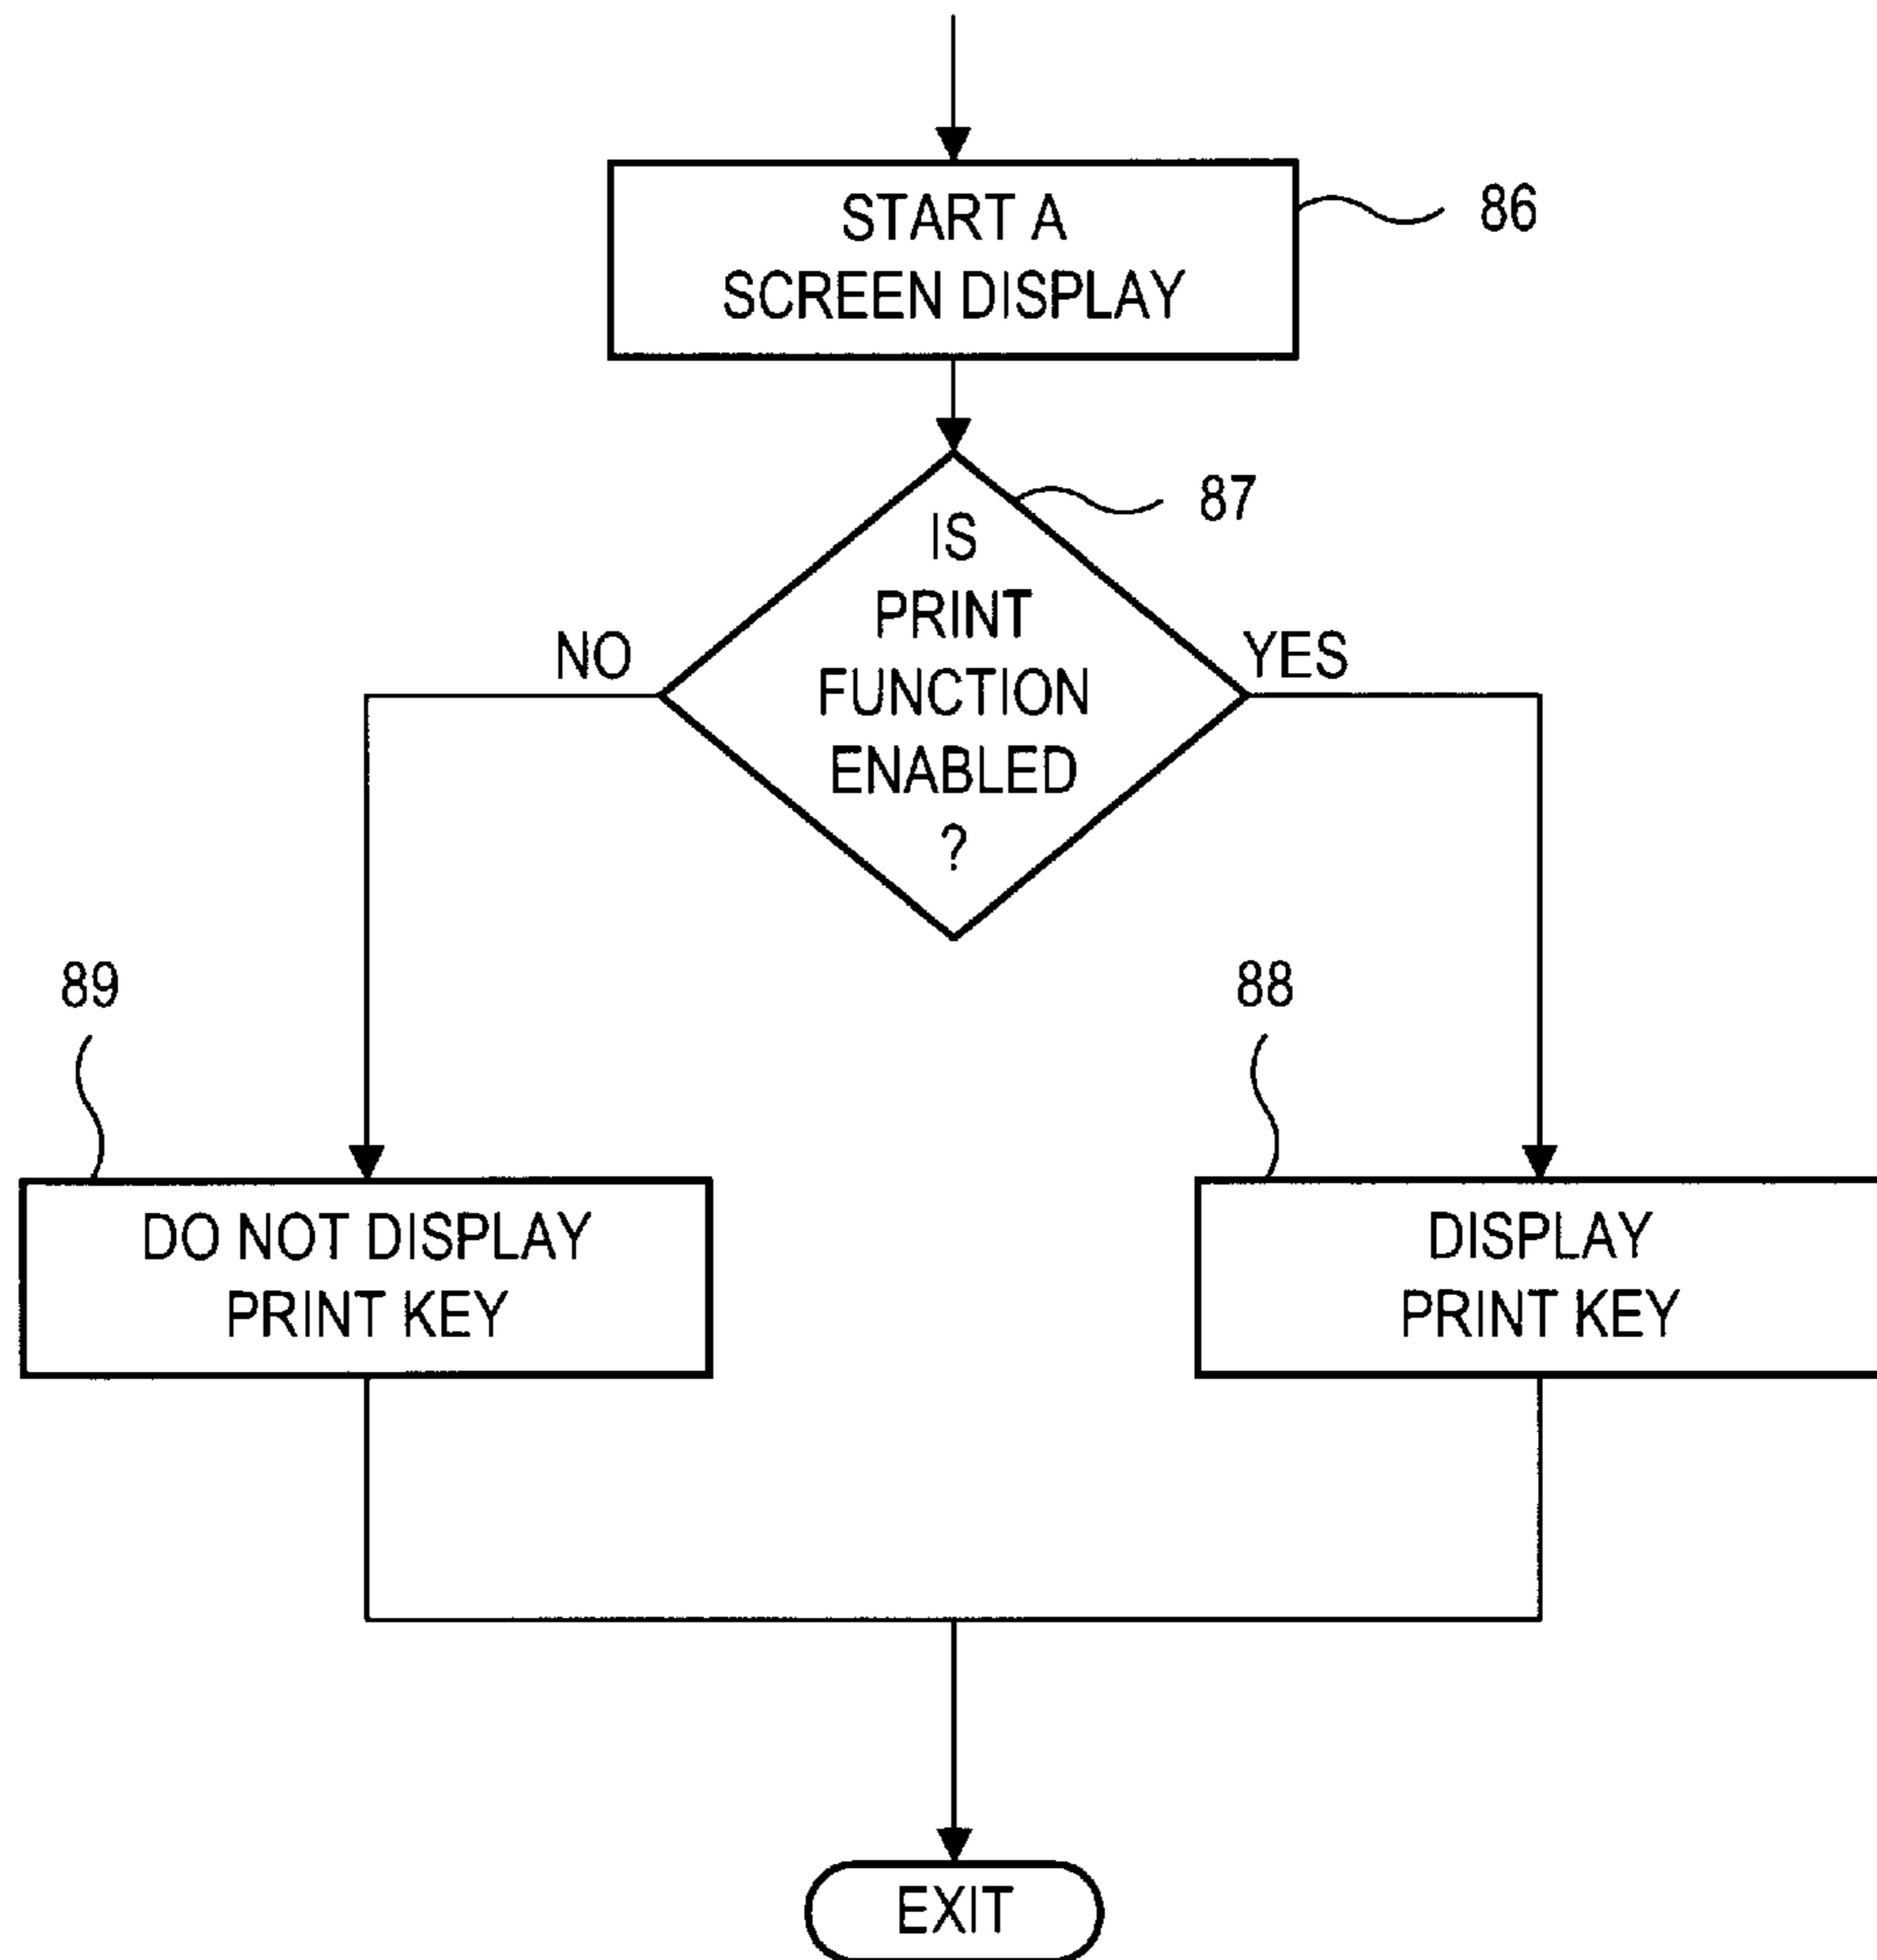 START A
SCREEN DISPLAY
86
87
IS
PRINT
FUNCTION
ENABLED
?
NO
YES
89
88
DO NOT DISPLAY
PRINT KEY
DISPLAY
PRINT KEY
EXIT